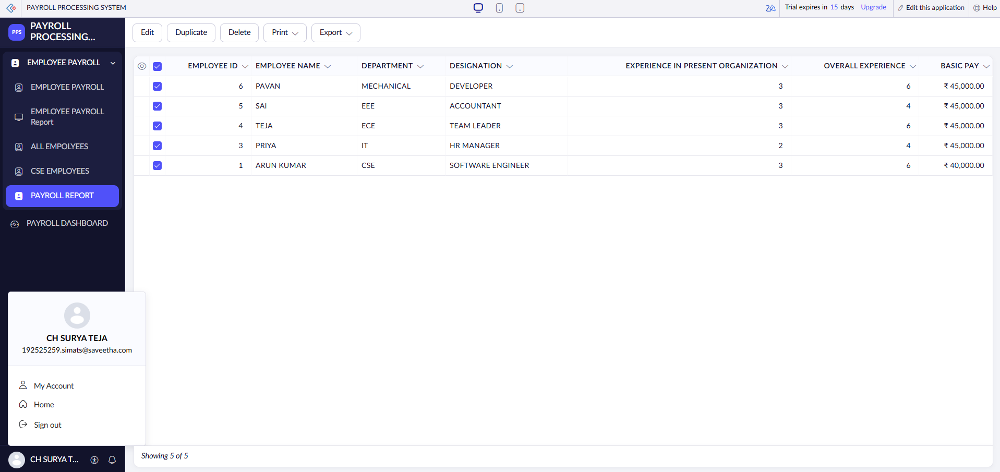 PAYROLL PROCESSING SYSTEM
Zia
Trial expires in 15 days Upgrade
Edit this application
Help
PPS
PAYROLL
PROCESSING...
Edit
Duplicate
Delete
Print
Export
EMPLOYEE PAYROLL
EMPLOYEE PAYROLL
EMPLOYEE PAYROLL
Report
ALL EMPOLYEES
CSE EMPLOYEES
PAYROLL REPORT
PAYROLL DASHBOARD
EMPLOYEE ID EMPLOYEE NAME DEPARTMENT DESIGNATION EXPERIENCE IN PRESENT ORGANIZATION OVERALL EXPERIENCE BASIC PAY
6 PAVAN MECHANICAL DEVELOPER 3 6 ₹ 45,000.00
5 SAI EEE ACCOUNTANT 3 4 ₹ 45,000.00
4 TEJA ECE TEAM LEADER 3 6 ₹ 45,000.00
3 PRIYA IT HR MANAGER 2 4 ₹ 45,000.00
1 ARUN KUMAR CSE SOFTWARE ENGINEER 3 6 ₹ 40,000.00
CH SURYA TEJA
192525259.simats@saveetha.com
My Account
Home
Sign out
CH SURYA T...
Showing 5 of 5